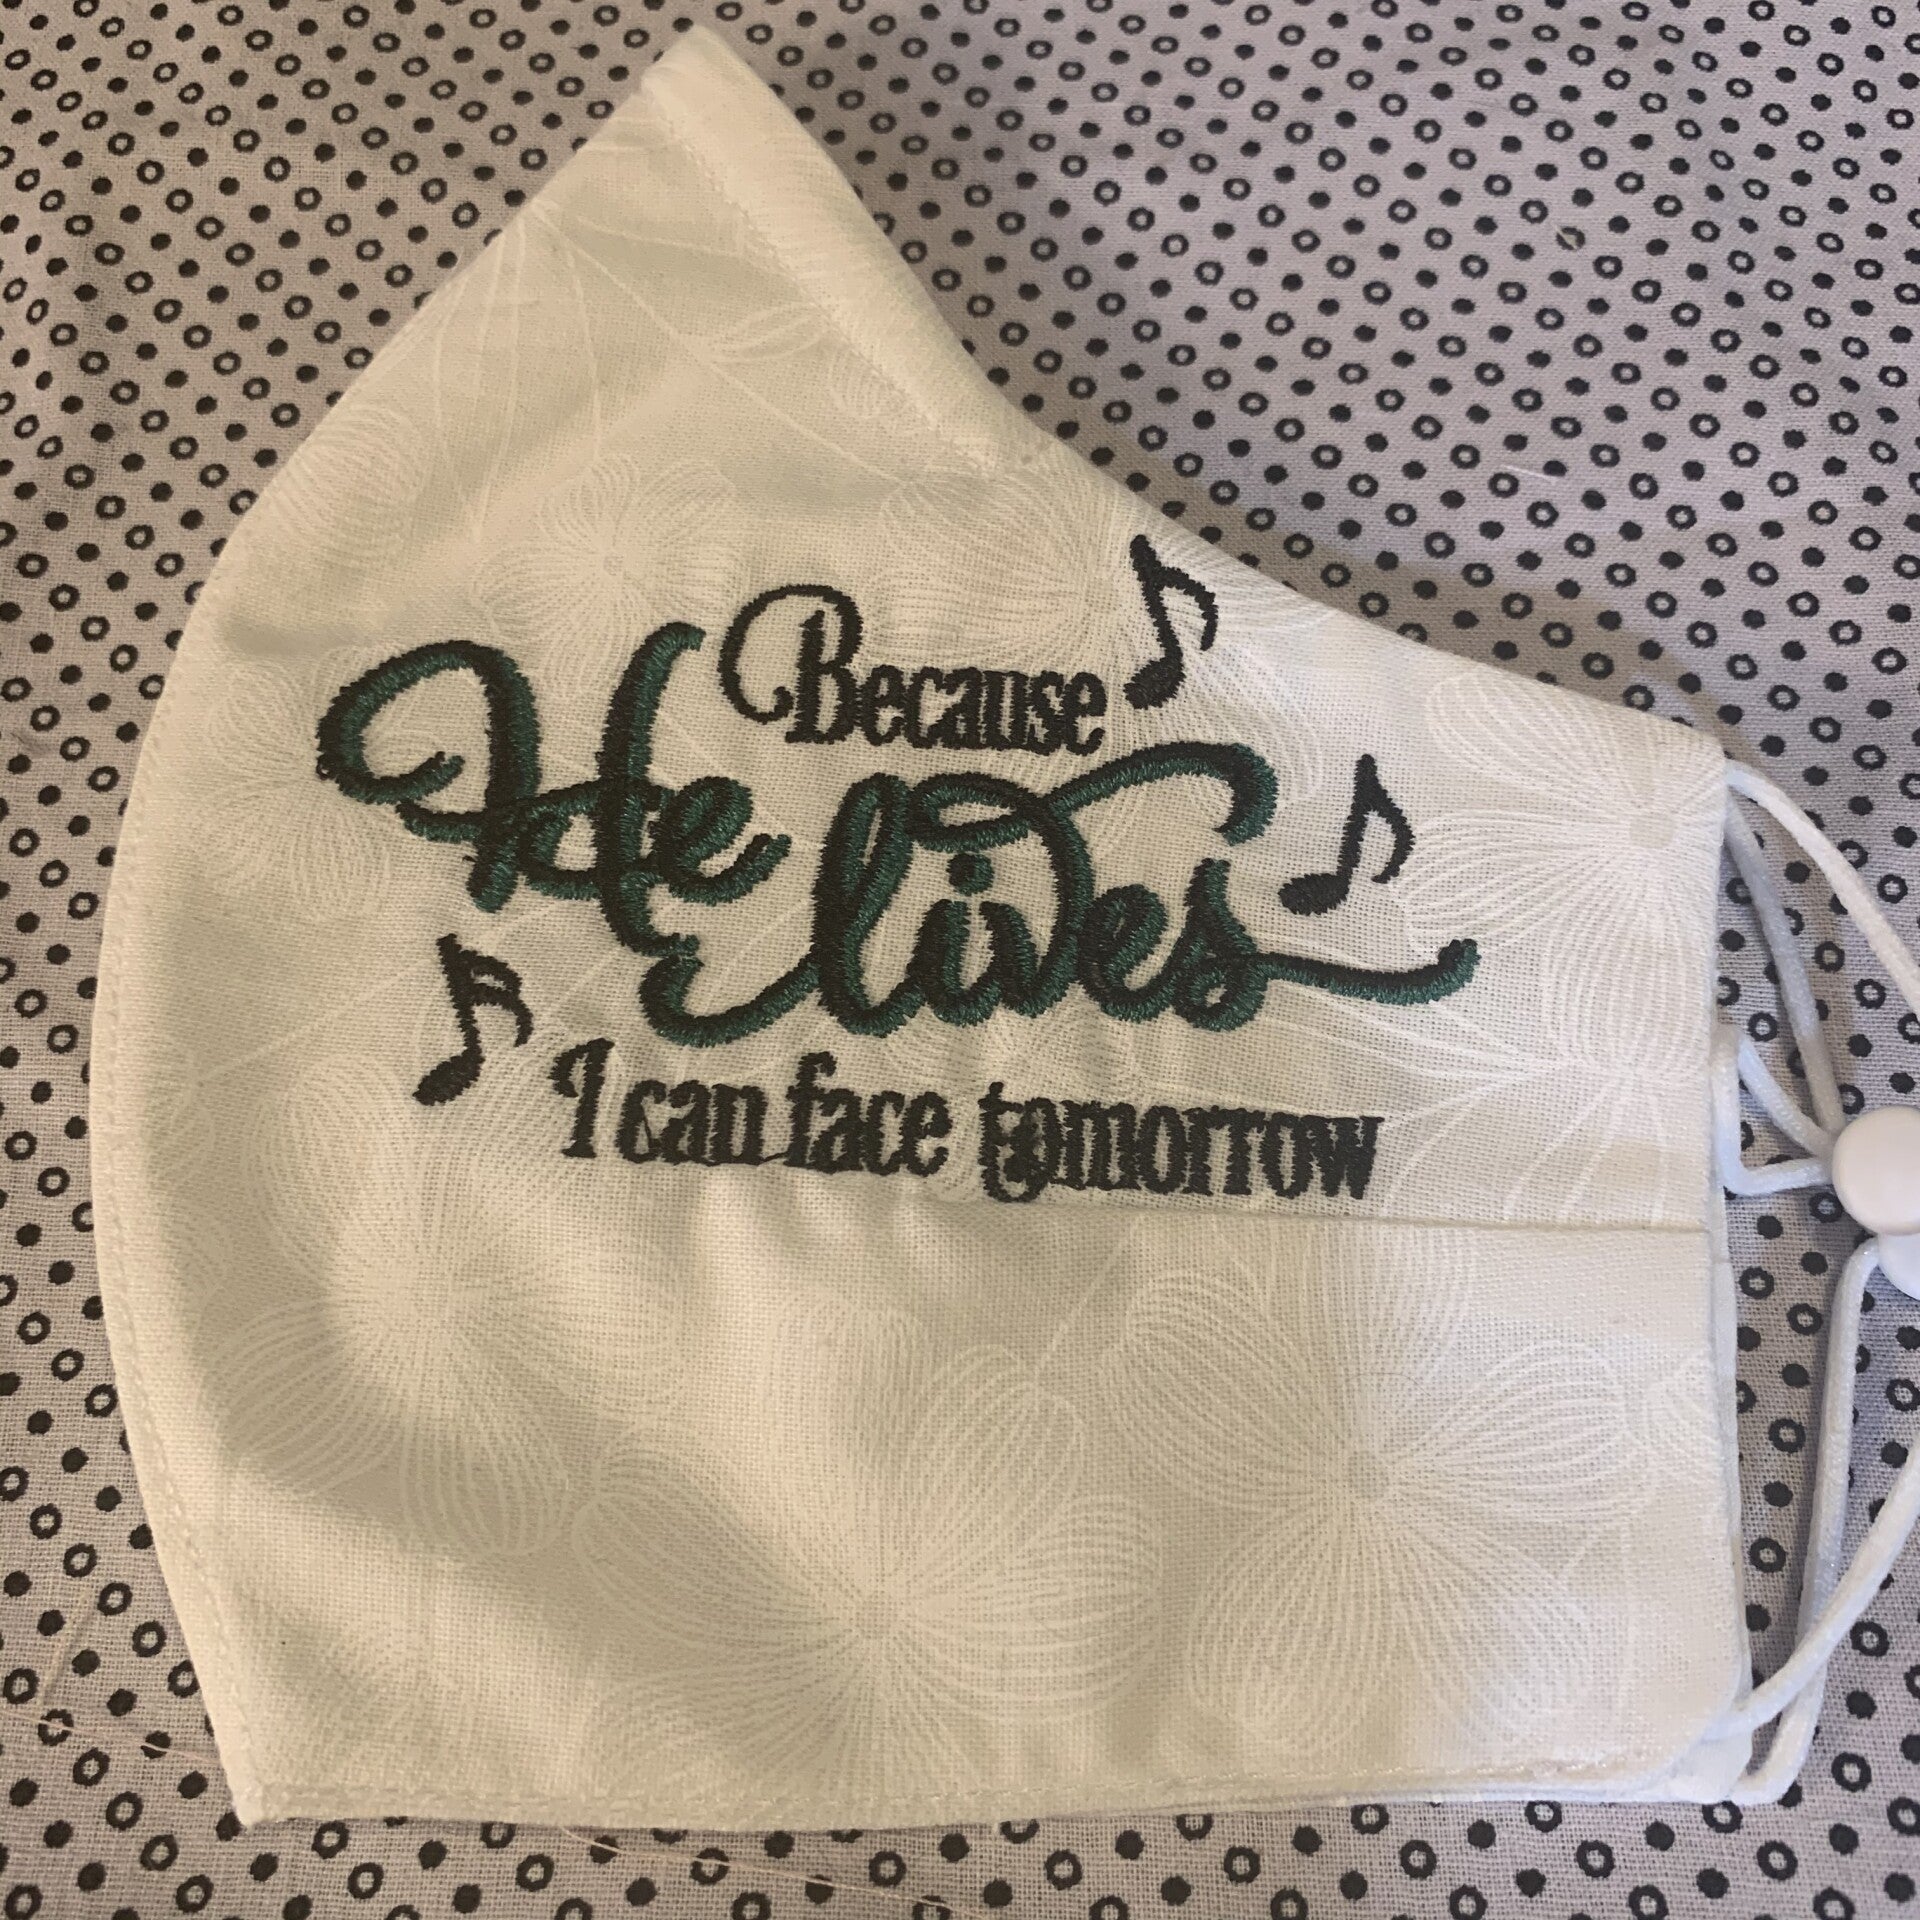 Because
He lives
I can face tomorrow